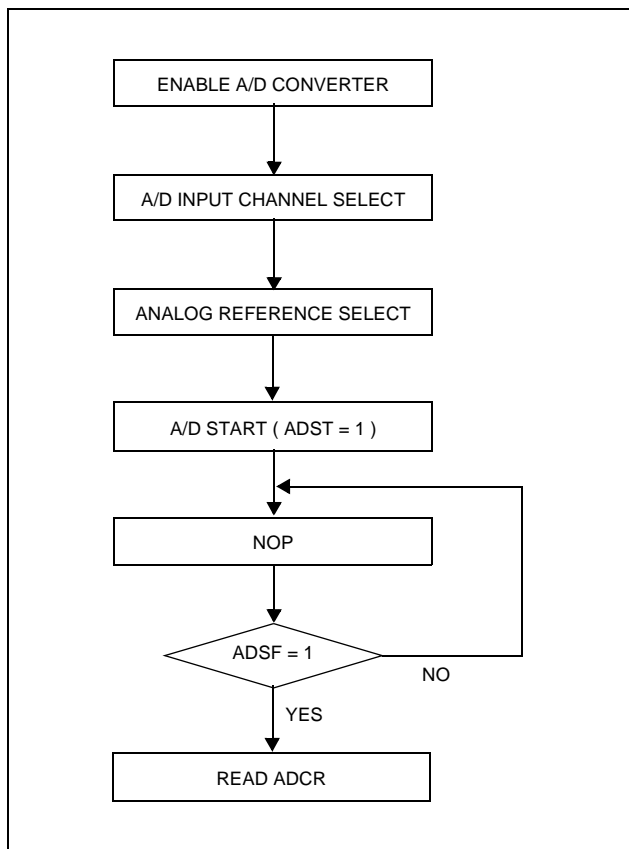 ENABLE A/D CONVERTER
A/D INPUT CHANNEL SELECT
ANALOG REFERENCE SELECT
A/D START ( ADST = 1 )
NOP
ADSF = 1
NO
YES
READ ADCR